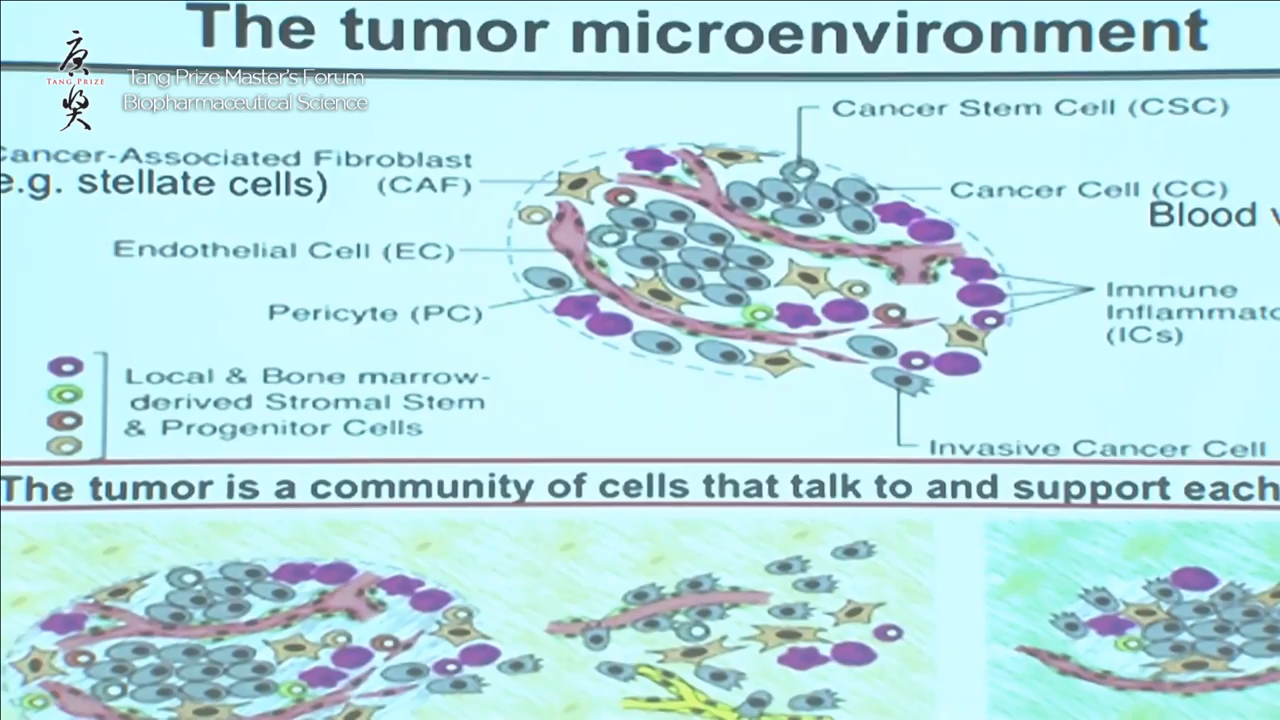 The tumor microenvironment
唐
TANG PRIZE
奖
Tang Prize Master's Forum
Biopharmaceutical Science
Cancer Stem Cell (CSC)
Cancer-Associated Fibroblast
e.g. stellate cells) (CAF)
Cancer Cell (CC)
Blood
Endothelial Cell (EC)
Immune
Inflammato
(ICs)
Pericyte (PC)
Local & Bone marrow-
derived Stromal Stem
& Progenitor Cells
Invasive Cancer Cell
The tumor is a community of cells that talk to and support each